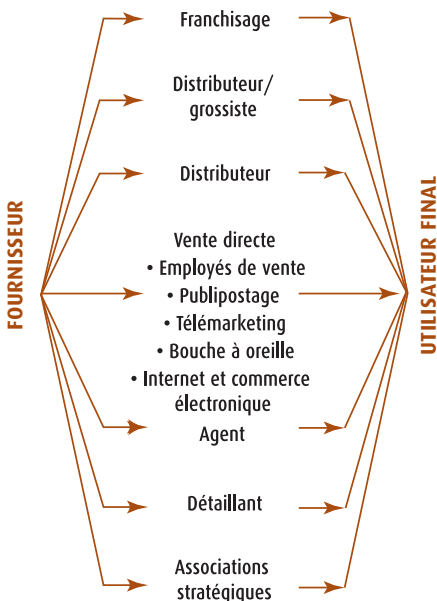 Franchisage
Distributeur/
grossiste
Distributeur
FOURNISSEUR
Vente directe
• Employés de vente
• Publipostage
• Télémarketing
• Bouche à oreille
• Internet et commerce
électronique
UTILISATEUR FINAL
Agent
Détaillant
Associations
stratégiques